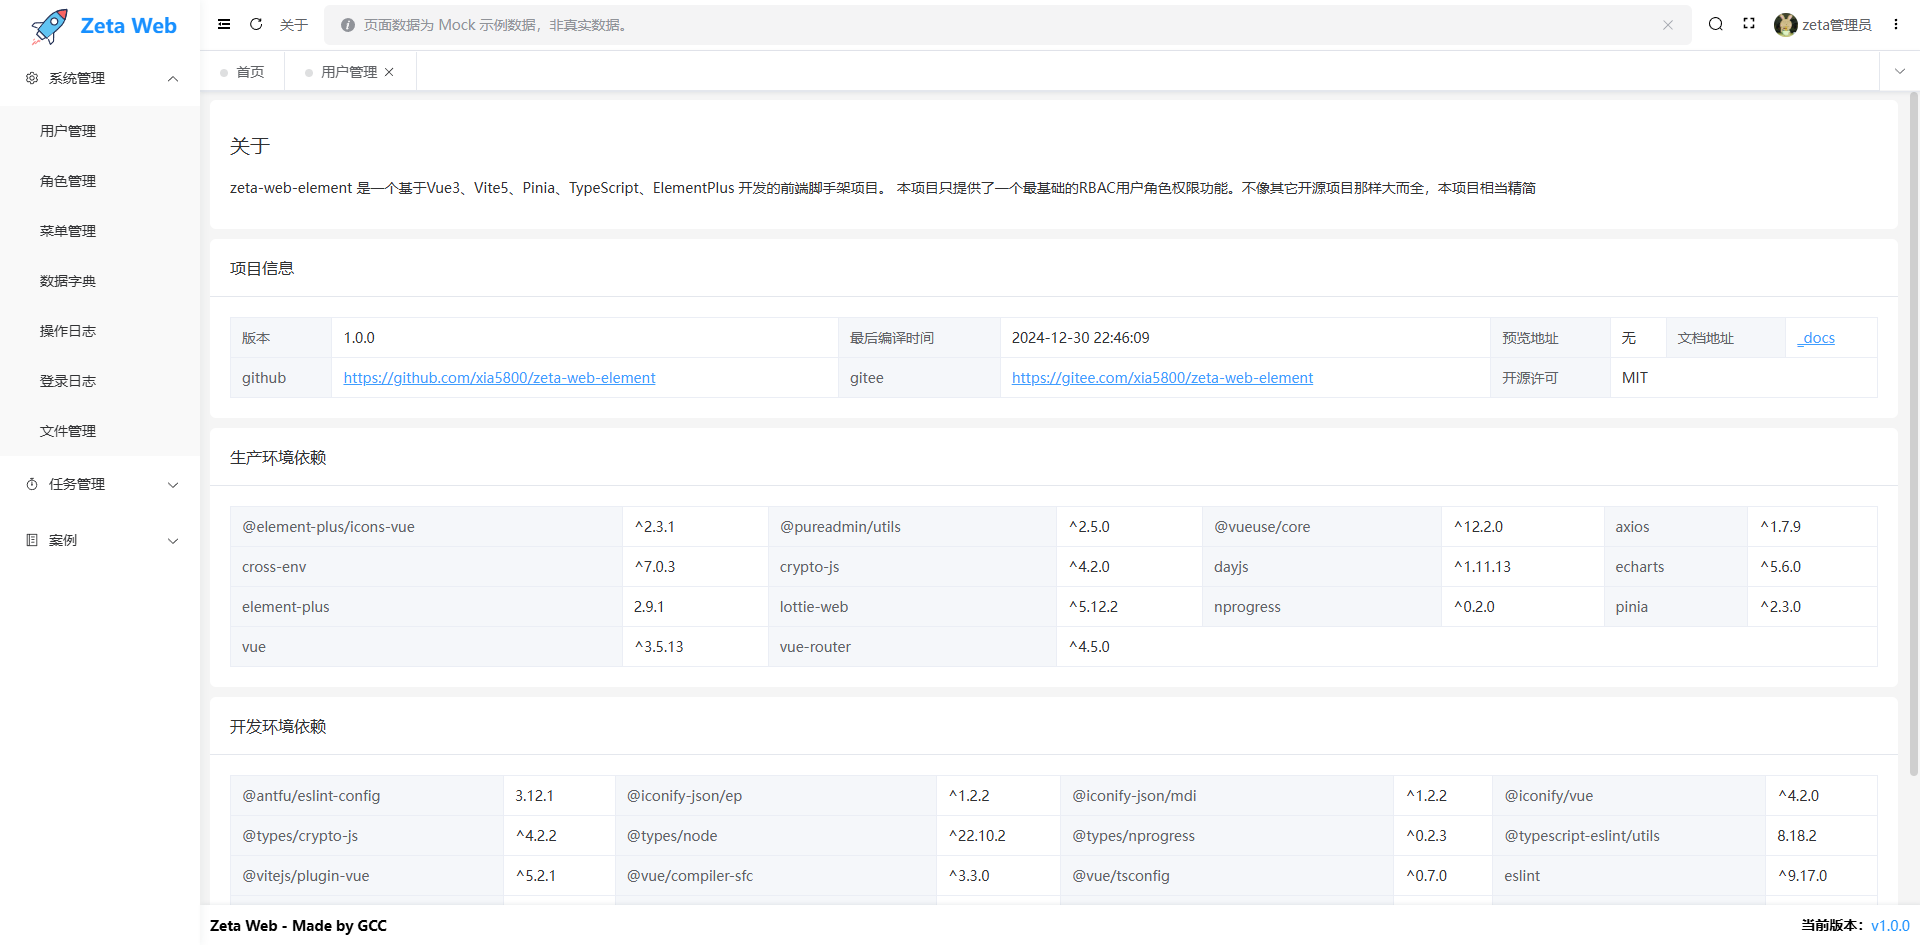 Zeta Web
关于
页面数据为 Mock 示例数据，非真实数据。
zeta管理员
首页
用户管理
系统管理
用户管理
角色管理
菜单管理
数据字典
操作日志
登录日志
文件管理
任务管理
案例
关于
zeta-web-element 是一个基于Vue3、Vite5、Pinia、TypeScript、ElementPlus 开发的前端脚手架项目。 本项目只提供了一个最基础的RBAC用户角色权限功能。不像其它开源项目那样大而全，本项目相当精简
项目信息
版本 1.0.0 最后编译时间 2024-12-30 22:46:09 预览地址 无 文档地址 _docs
github https://github.com/xia5800/zeta-web-element gitee https://gitee.com/xia5800/zeta-web-element 开源许可 MIT
生产环境依赖
@element-plus/icons-vue ^2.3.1 @pureadmin/utils ^2.5.0 @vueuse/core ^12.2.0 axios ^1.7.9
cross-env ^7.0.3 crypto-js ^4.2.0 dayjs ^1.11.13 echarts ^5.6.0
element-plus 2.9.1 lottie-web ^5.12.2 nprogress ^0.2.0 pinia ^2.3.0
vue ^3.5.13 vue-router ^4.5.0
开发环境依赖
@antfu/eslint-config 3.12.1 @iconify-json/ep ^1.2.2 @iconify-json/mdi ^1.2.2 @iconify/vue ^4.2.0
@types/crypto-js ^4.2.2 @types/node ^22.10.2 @types/nprogress ^0.2.3 @typescript-eslint/utils 8.18.2
@vitejs/plugin-vue ^5.2.1 @vue/compiler-sfc ^3.3.0 @vue/tsconfig ^0.7.0 eslint ^9.17.0
Zeta Web - Made by GCC
当前版本：v1.0.0